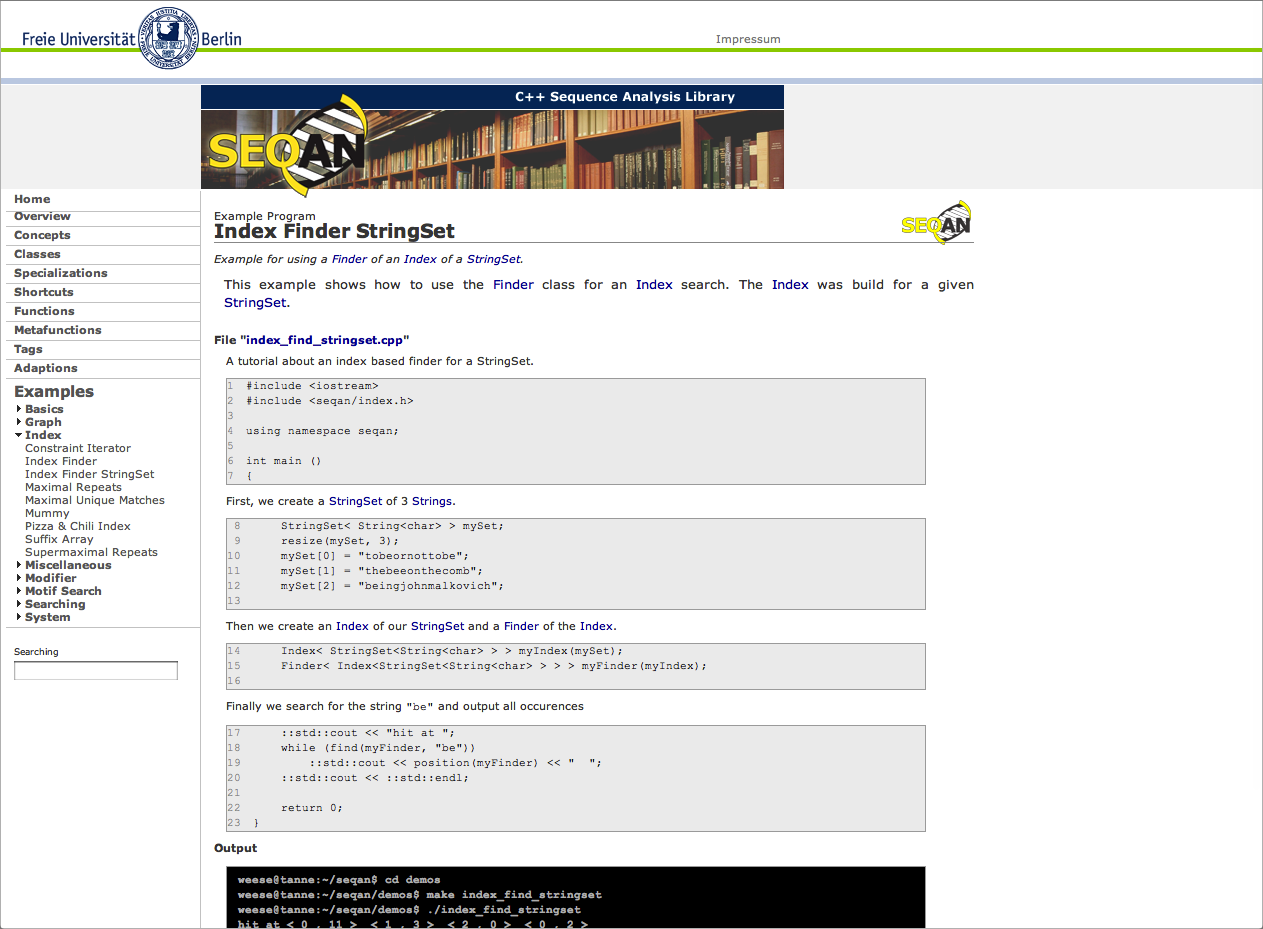 Freie Universität Berlin
Impressum
C++ Sequence Analysis Library
SEQAN
Home
Overview
Concepts
Classes
Specializations
Shortcuts
Functions
Metafunctions
Tags
Adaptions
Examples
Basics
Graph
Index
Constraint Iterator
Index Finder
Index Finder StringSet
Maximal Repeats
Maximal Unique Matches
Mummy
Pizza & Chili Index
Suffix Array
Supermaximal Repeats
Miscellaneous
Modifier
Motif Search
Searching
System
Searching
Example Program
Index Finder StringSet
SEQAN
Example for using a Finder of an Index of a StringSet.
This example shows how to use the Finder class for an Index search. The Index was build for a given
StringSet.
File "index_find_stringset.cpp"
A tutorial about an index based finder for a StringSet.
1 #include <iostream>
2 #include <seqan/index.h>
3
4 using namespace seqan;
5
6 int main ()
7 {
First, we create a StringSet of 3 Strings.
8 StringSet< String<char> > mySet;
9 resize(mySet, 3);
10 mySet[0] = "tobeornottobe";
11 mySet[1] = "thebeeonthecomb";
12 mySet[2] = "beingjohnmalkovich";
13
Then we create an Index of our StringSet and a Finder of the Index.
14 Index< StringSet<String<char> > > myIndex(mySet);
15 Finder< Index<StringSet<String<char> > > > myFinder(myIndex);
16
Finally we search for the string "be" and output all occurences
17 ::std::cout << "hit at ";
18 while (find(myFinder, "be"))
19 ::std::cout << position(myFinder) << "  ";
20 ::std::cout << ::std::endl;
21
22 return 0;
23 }
Output
weese@tanne:~/seqan$ cd demos
weese@tanne:~/seqan/demos$ make index_find_stringset
weese@tanne:~/seqan/demos$ ./index_find_stringset
hit at < 0 , 11 > < 1 , 3 > < 2 , 0 > < 0 , 2 >